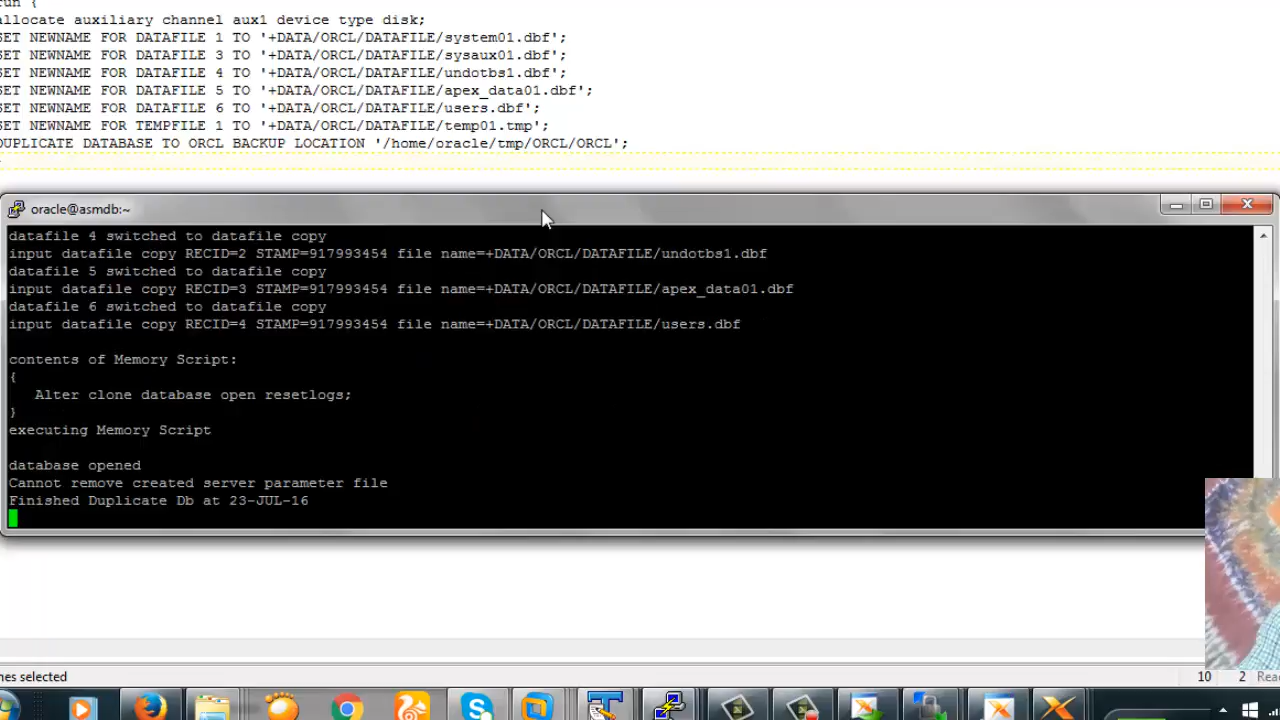 run {
allocate auxiliary channel aux1 device type disk;
SET NEWNAME FOR DATAFILE 1 TO '+DATA/ORCL/DATAFILE/system01.dbf';
SET NEWNAME FOR DATAFILE 3 TO '+DATA/ORCL/DATAFILE/sysaux01.dbf';
SET NEWNAME FOR DATAFILE 4 TO '+DATA/ORCL/DATAFILE/undotbs1.dbf';
SET NEWNAME FOR DATAFILE 5 TO '+DATA/ORCL/DATAFILE/apex_data01.dbf';
SET NEWNAME FOR DATAFILE 6 TO '+DATA/ORCL/DATAFILE/users.dbf';
SET NEWNAME FOR TEMPFILE 1 TO '+DATA/ORCL/DATAFILE/temp01.tmp';
DUPLICATE DATABASE TO ORCL BACKUP LOCATION '/home/oracle/tmp/ORCL/ORCL';
oracle@asmdb:~
datafile 4 switched to datafile copy
input datafile copy RECID=2 STAMP=917993454 file name=+DATA/ORCL/DATAFILE/undotbs1.dbf
datafile 5 switched to datafile copy
input datafile copy RECID=3 STAMP=917993454 file name=+DATA/ORCL/DATAFILE/apex_data01.dbf
datafile 6 switched to datafile copy
input datafile copy RECID=4 STAMP=917993454 file name=+DATA/ORCL/DATAFILE/users.dbf
contents of Memory Script:
{
Alter clone database open resetlogs;
}
executing Memory Script
database opened
Cannot remove created server parameter file
Finished Duplicate Db at 23-JUL-16
nes selected 10 2 Rea